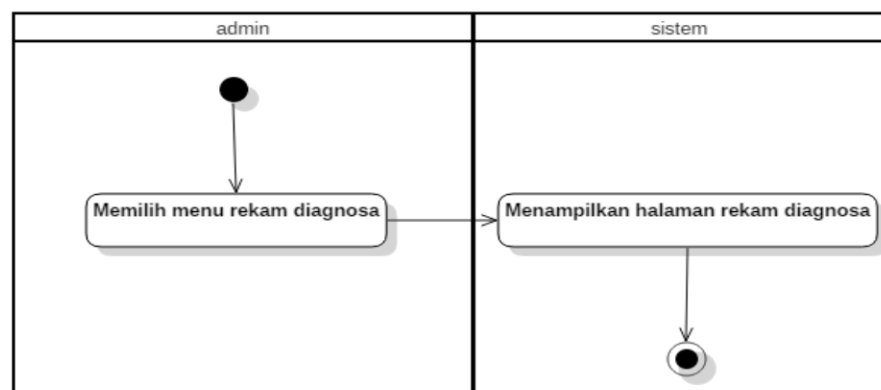 admin
sistem
Memilih menu rekam diagnosa
Menampilkan halaman rekam diagnosa